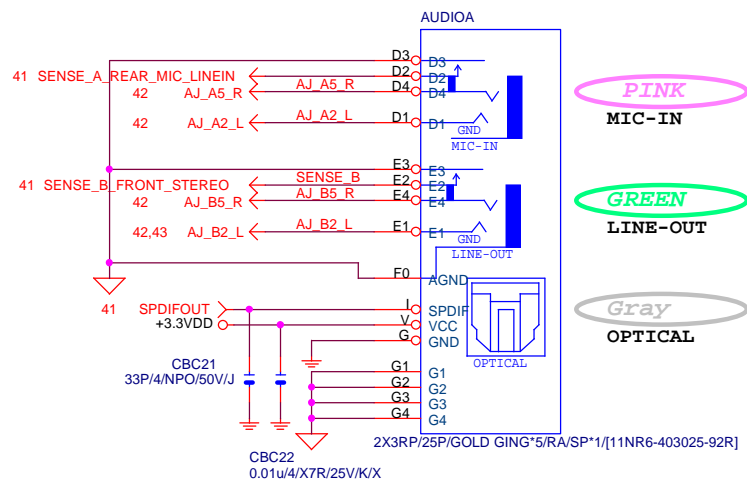 AUDIOA
D3 D3
41 SENSE_A_REAR_MIC_LINEIN D2 D2
42 AJ_A5_R AJ_A5_R D4 D4
42 AJ_A2_L AJ_A2_L D1 D1
GND
MIC-IN
PINK
MIC-IN
E3 E3
41 SENSE_B_FRONT_STEREO SENSE_B E2 E2
42 AJ_B5_R AJ_B5_R E4 E4
42,43 AJ_B2_L AJ_B2_L E1 E1
GND
LINE-OUT
GREEN
LINE-OUT
F0 AGND
41 SPDIFOUT I SPDIF
+3.3VDD V VCC
G GND
OPTICAL
Gray
OPTICAL
CBC21
33P/4/NPO/50V/J
G1 G1
G2 G2
G3 G3
G4 G4
2X3RP/25P/GOLD GING*5/RA/SP*1/[11NR6-403025-92R]
CBC22
0.01u/4/X7R/25V/K/X